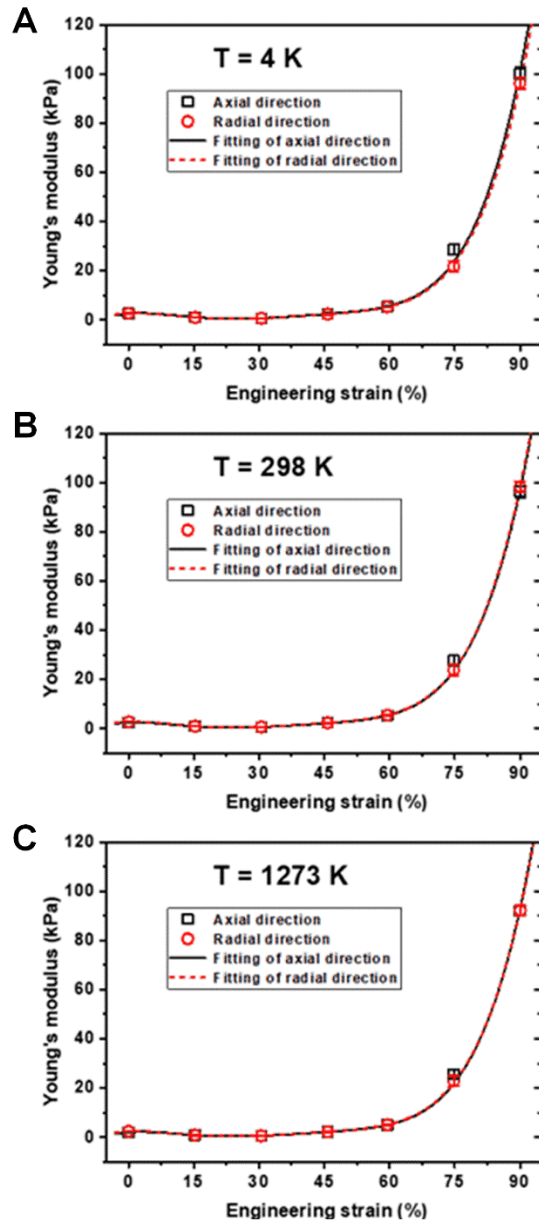 A
T = 4 K
Axial direction
Radial direction
Fitting of axial direction
Fitting of radial direction
Young's modulus (kPa)
120
100
80
60
40
20
0
0 15 30 45 60 75 90
Engineering strain (%)
B
T = 298 K
Axial direction
Radial direction
Fitting of axial direction
Fitting of radial direction
Young's modulus (kPa)
120
100
80
60
40
20
0
0 15 30 45 60 75 90
Engineering strain (%)
C
T = 1273 K
Axial direction
Radial direction
Fitting of axial direction
Fitting of radial direction
Young's modulus (kPa)
120
100
80
60
40
20
0
0 15 30 45 60 75 90
Engineering strain (%)